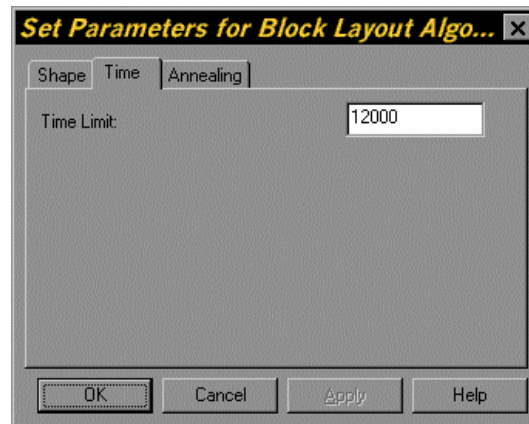 Set Parameters for Block Layout Algo...
Shape Time Annealing
Time Limit: 12000
OK Cancel Apply Help